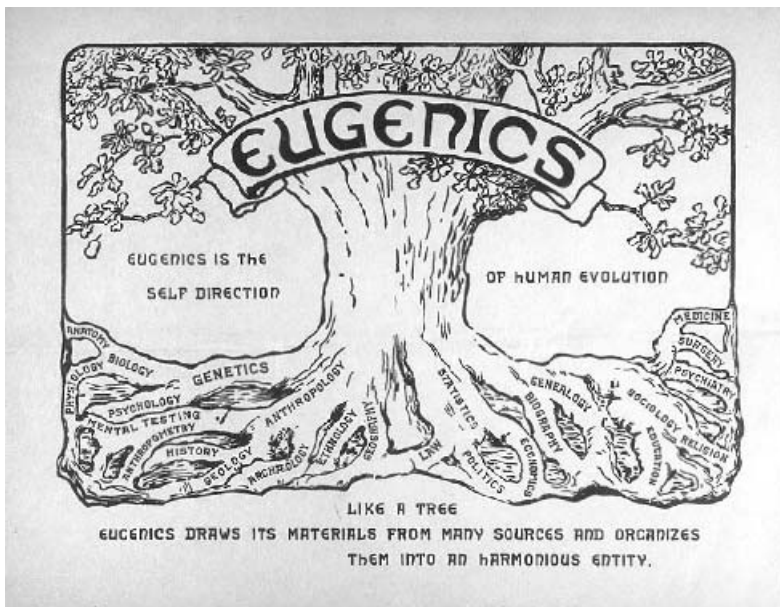 EUGENICS
EUGENICS IS THE
SELF DIRECTION
OF HUMAN EVOLUTION
ANATOMY
PHYSIOLOGY
BIOLOGY
GENETICS
PSYCHOLOGY
MENTAL TESTING
ANTHROPOMETRY
HISTORY
GEOLOGY
ANTHROPOLOGY
ARCHÆOLOGY
ETHNOLOGY
GEOGRAPHY
LAW
STATISTICS
POLITICS
ECONOMICS
BIOGRAPHY
GENEALOGY
SOCIOLOGY
EDUCATION
RELIGION
PSYCHIATRY
SURGERY
MEDICINE
LIKE A TREE
EUGENICS DRAWS ITS MATERIALS FROM MANY SOURCES AND ORGANIZES
THEM INTO AN HARMONIOUS ENTITY.